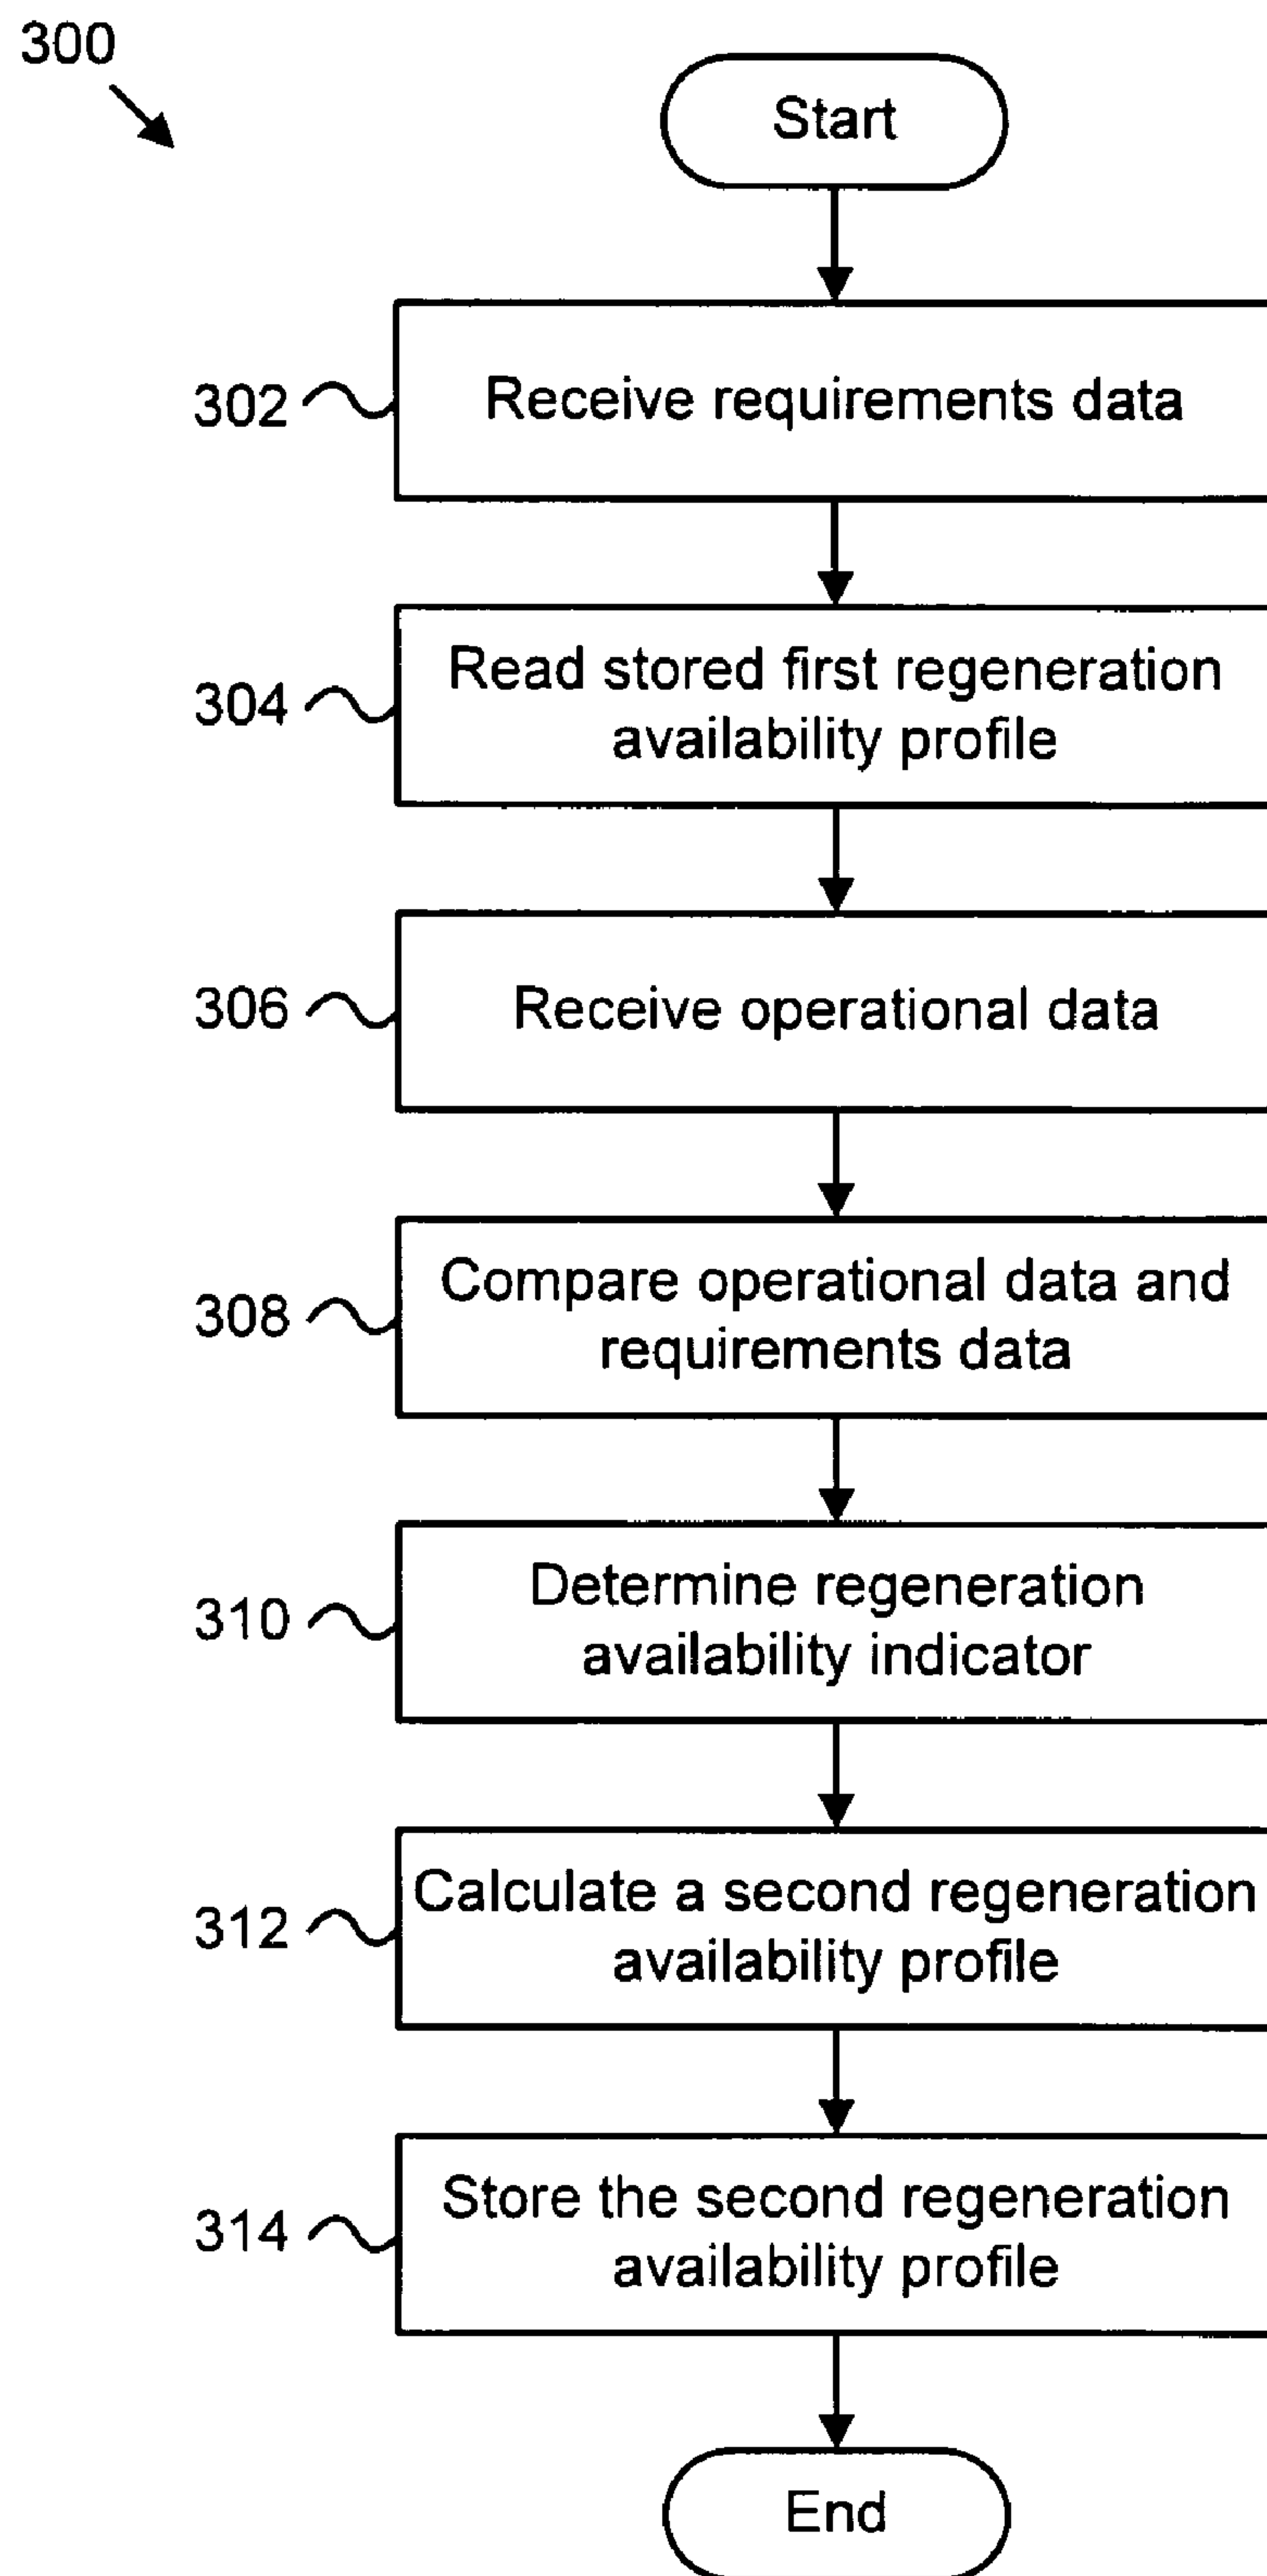 300
Start
302
Receive requirements data
304
Read stored first regeneration
availability profile
306
Receive operational data
308
Compare operational data and
requirements data
310
Determine regeneration
availability indicator
312
Calculate a second regeneration
availability profile
314
Store the second regeneration
availability profile
End